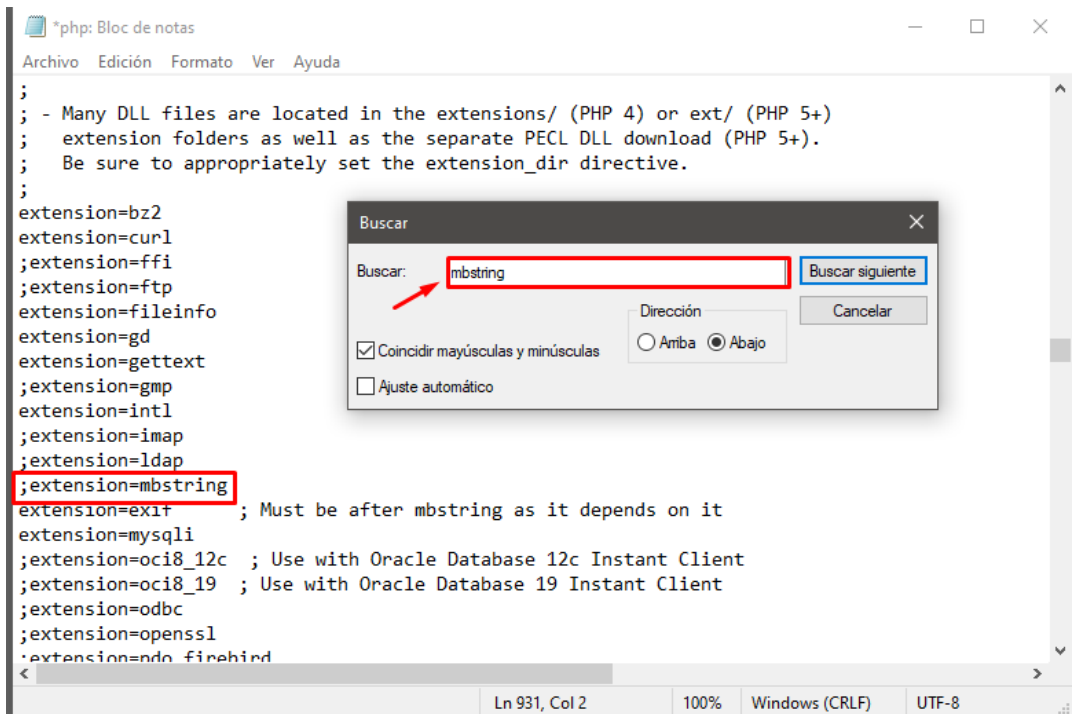 *php: Bloc de notas
Archivo Edición Formato Ver Ayuda
;
; - Many DLL files are located in the extensions/ (PHP 4) or ext/ (PHP 5+)
;   extension folders as well as the separate PECL DLL download (PHP 5+).
;   Be sure to appropriately set the extension_dir directive.
;
extension=bz2
extension=curl
;extension=ffi
;extension=ftp
extension=fileinfo
extension=gd
extension=gettext
;extension=gmp
extension=intl
;extension=imap
;extension=ldap
;extension=mbstring
extension=exif      ; Must be after mbstring as it depends on it
extension=mysqli
;extension=oci8_12c  ; Use with Oracle Database 12c Instant Client
;extension=oci8_19  ; Use with Oracle Database 19 Instant Client
;extension=odbc
;extension=openssl
;extension=pdo_firebird
Buscar
Buscar: mbstring Buscar siguiente
Dirección Cancelar
Arriba Abajo
Coincidir mayúsculas y minúsculas
Ajuste automático
Ln 931, Col 2 100% Windows (CRLF) UTF-8